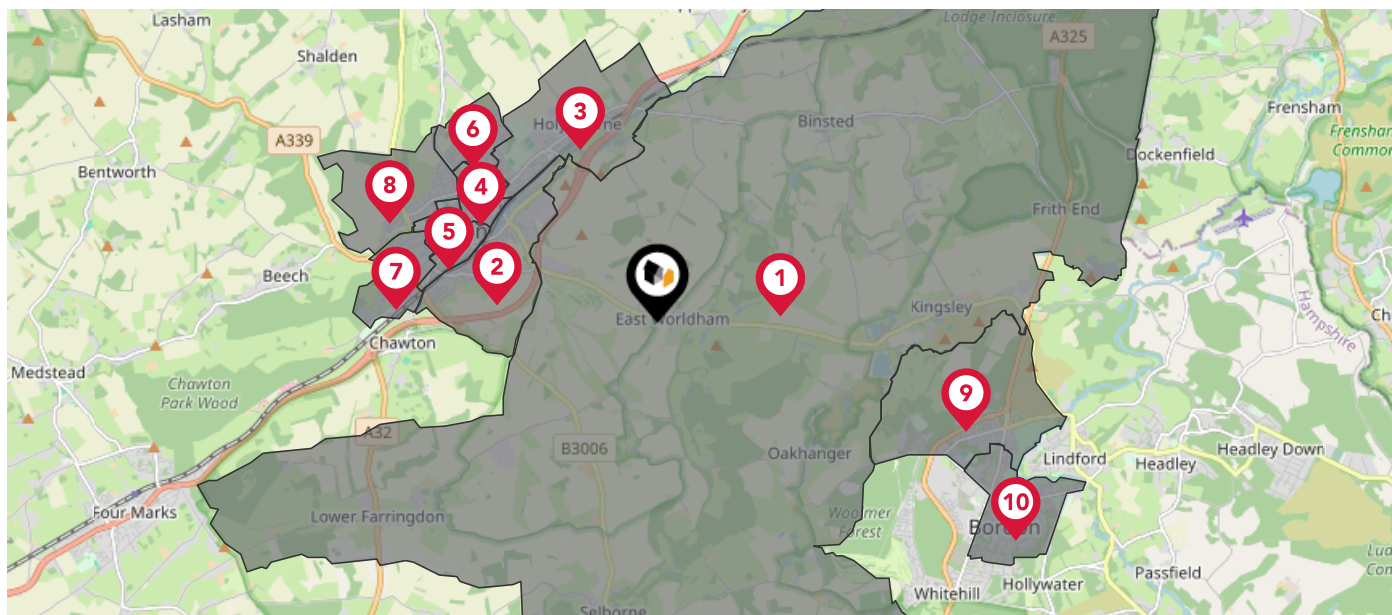 Lasham
Lodge Inclosure
A325
Shalden
Frensham
3
Holybourne
6
Binsted
Frensham
Common
A339
Dockenfield
Bentworth
8
4
Frith End
5
2
7
1
Beech
Kingsley
Hampshire
East Worldham
Chawton
Medstead
Chawton
Park Wood
9
A32
B3006
Oakhanger
Lindford
Headley
Headley Down
10
Four Marks
Lower Farringdon
Woolmer
Forest
Bordon
Passfield
Hollywater
Whitehill
Selborne